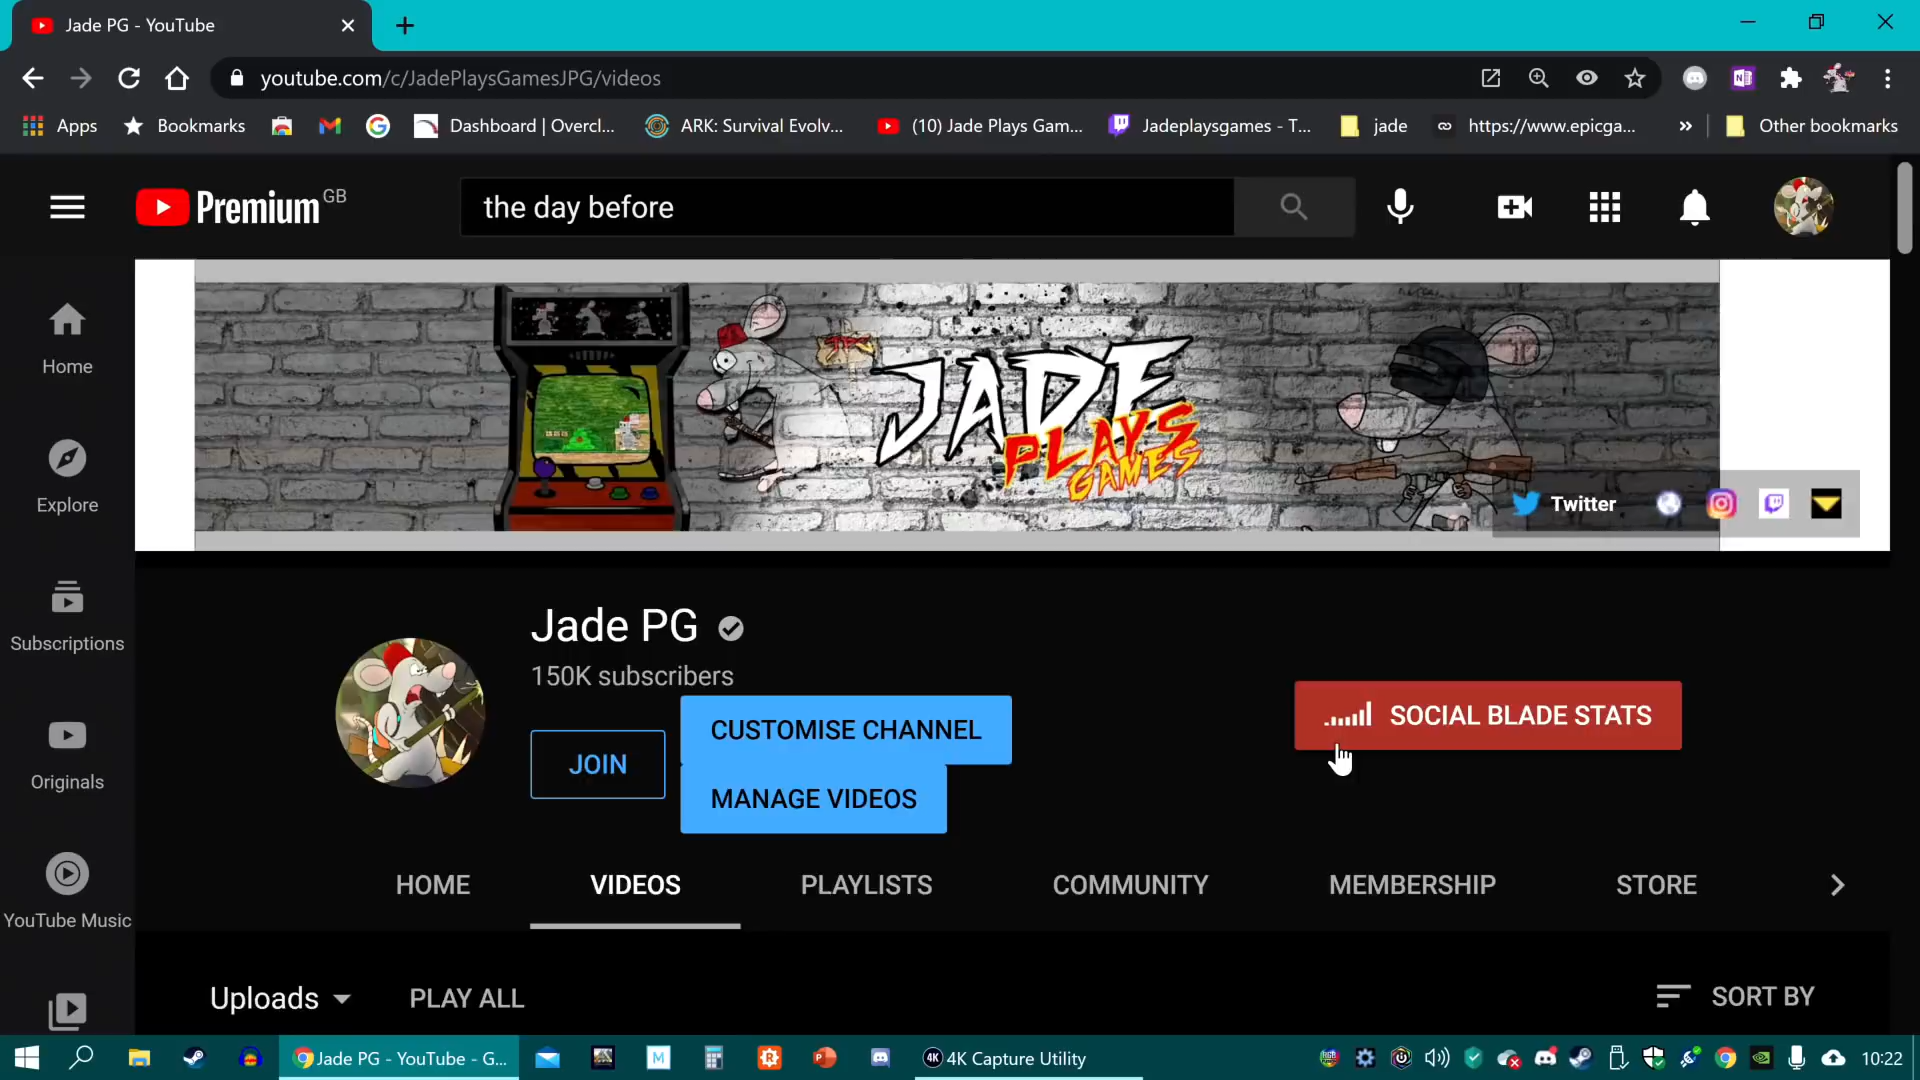 Jade PG - YouTube
youtube.com/c/JadePlaysGamesJPG/videos
Apps
Bookmarks
Dashboard | Overcl...
ARK: Survival Evolv...
(10) Jade Plays Gam...
Jadeplaysgames - T...
jade
https://www.epicga...
Other bookmarks
Premium GB
the day before
JADE
PLAYS
GAMES
Twitter
Home
Explore
Subscriptions
Originals
YouTube Music
Jade PG
150K subscribers
JOIN
CUSTOMISE CHANNEL
MANAGE VIDEOS
SOCIAL BLADE STATS
HOME
VIDEOS
PLAYLISTS
COMMUNITY
MEMBERSHIP
STORE
Uploads
PLAY ALL
SORT BY
Jade PG - YouTube - G...
4K Capture Utility
10:22